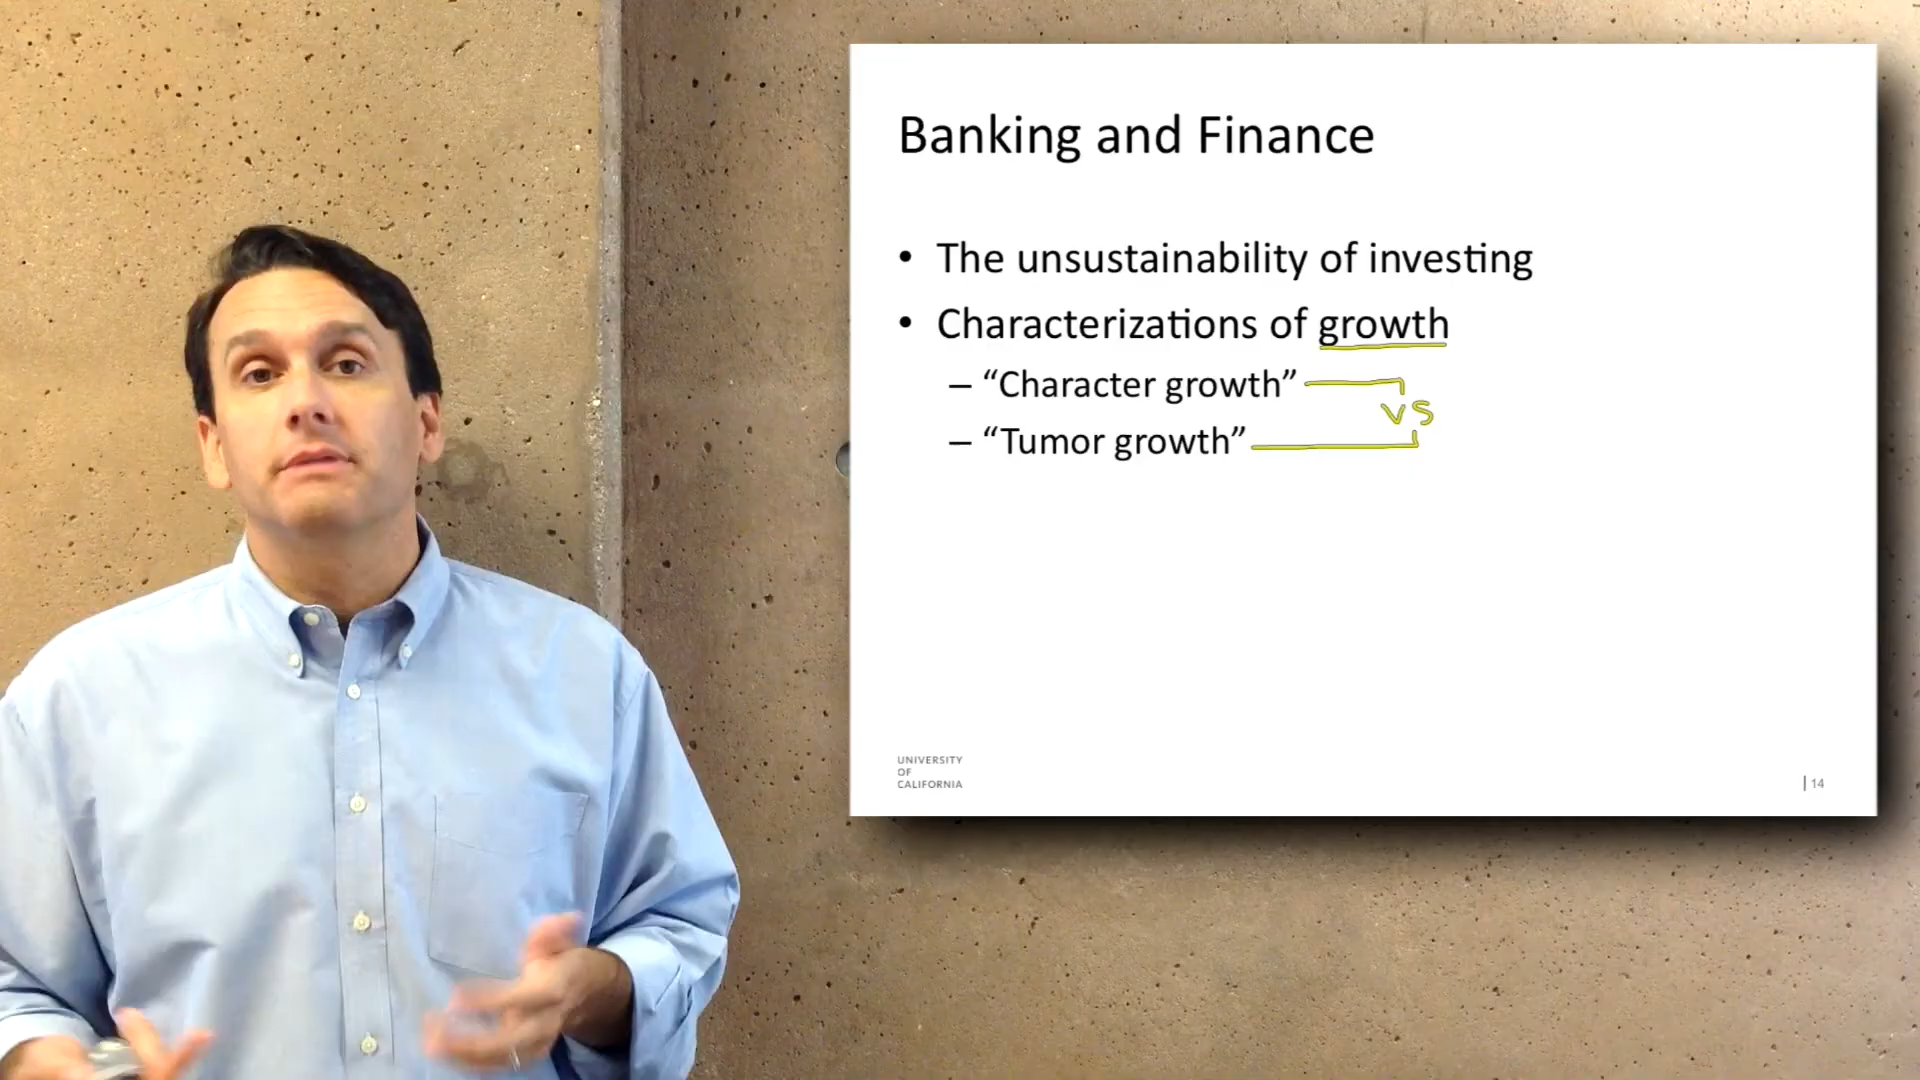 Banking and Finance
• The unsustainability of investing
• Characterizations of growth
– “Character growth”
vs
– “Tumor growth”
UNIVERSITY
OF
CALIFORNIA
| 14